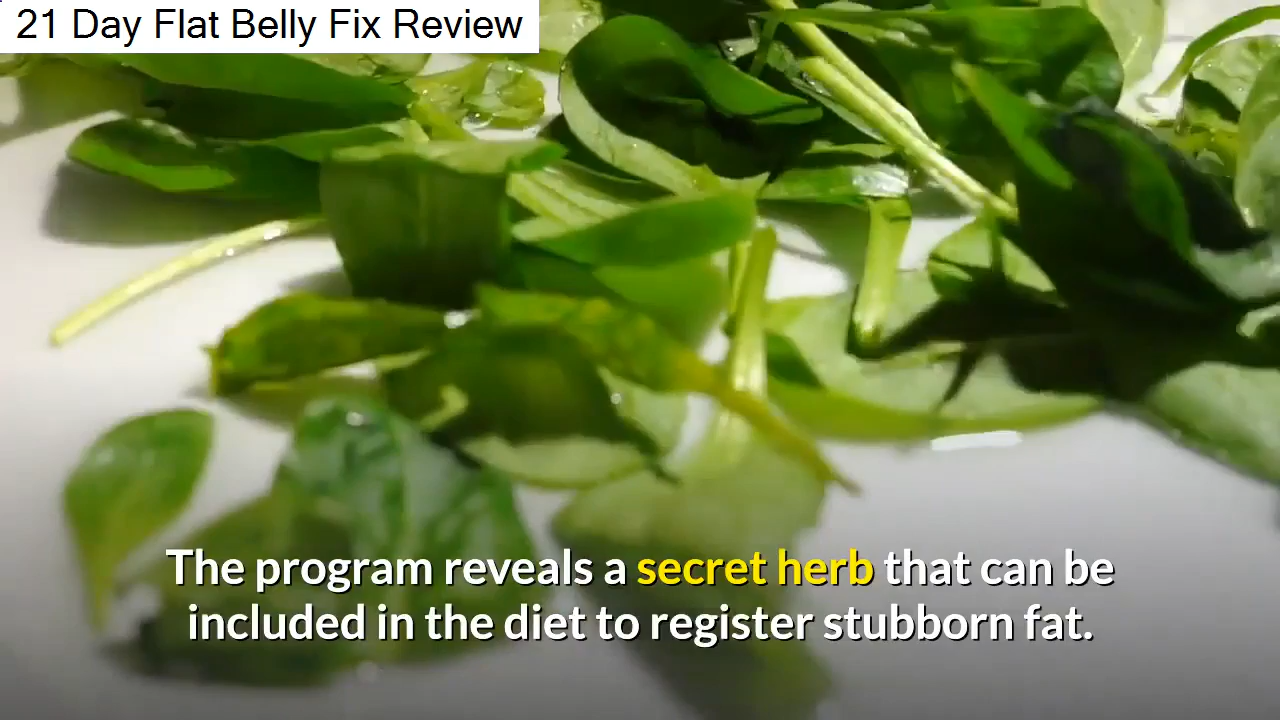 21 Day Flat Belly Fix Review
The program reveals a secret herb that can be
included in the diet to register stubborn fat.